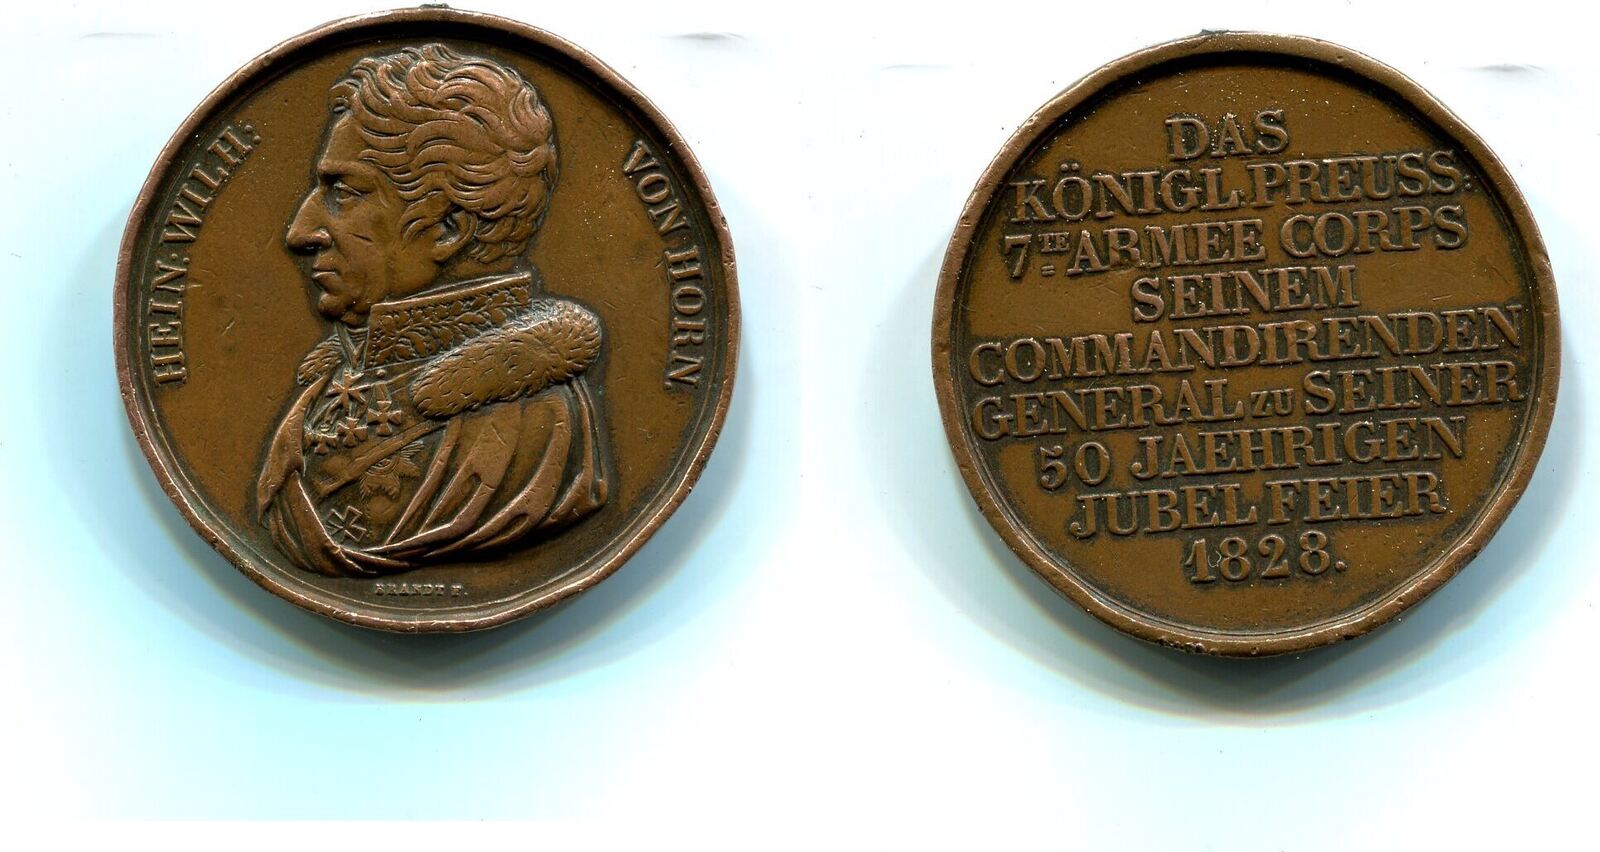 HEIN: WILH:
VON HORN
BRANDT F.
DAS
KÖNIGL. PREUSS:
7TE ARMEE CORPS
SEINEM
COMMANDIRENDEN
GENERAL ZU SEINER
50 JAEHRIGEN
JUBEL FEIER
1828.